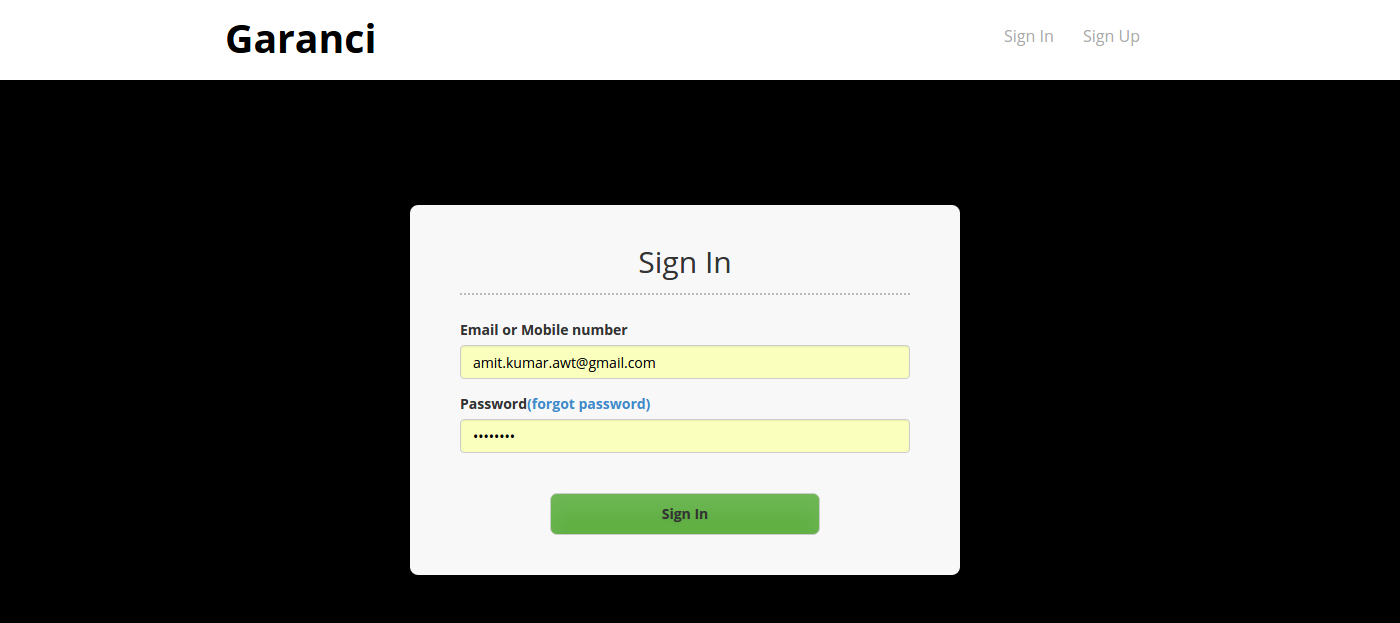 Garanci
Sign In Sign Up
Sign In
Email or Mobile number
amit.kumar.awt@gmail.com
Password(forgot password)
••••••••
Sign In